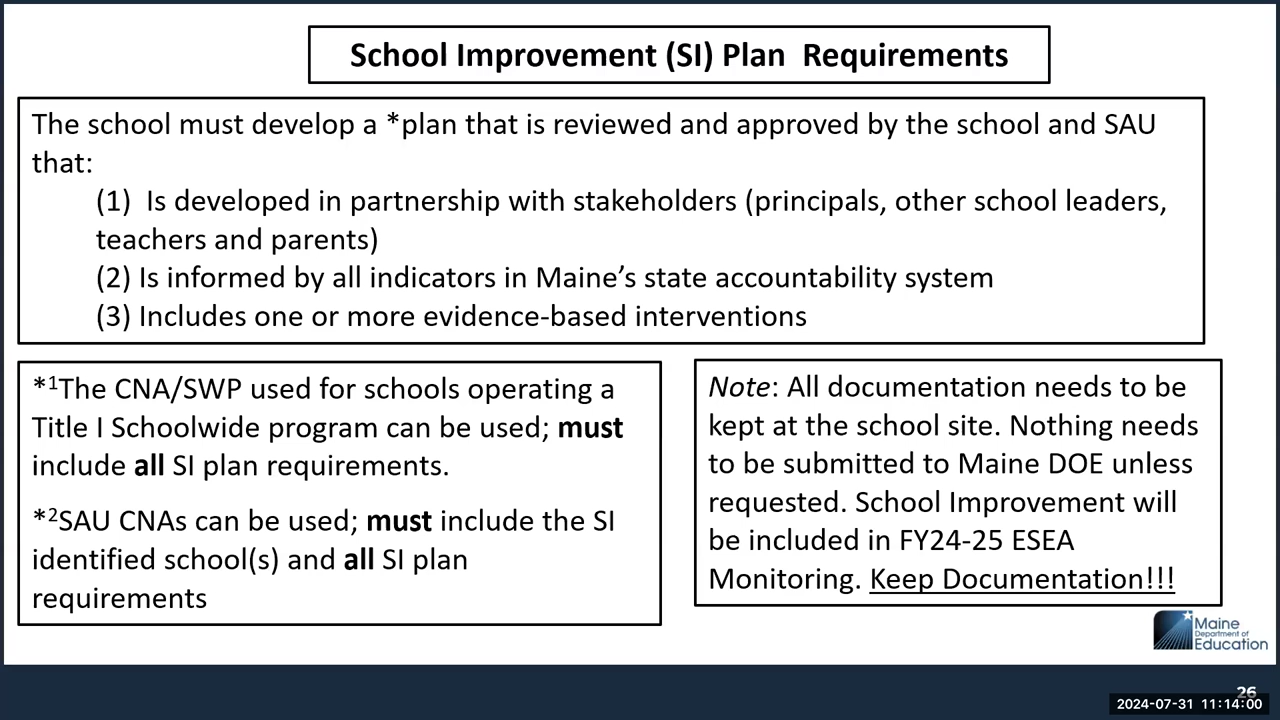 School Improvement (SI) Plan  Requirements
The school must develop a *plan that is reviewed and approved by the school and SAU
that:
(1)  Is developed in partnership with stakeholders (principals, other school leaders,
teachers and parents)
(2) Is informed by all indicators in Maine’s state accountability system
(3) Includes one or more evidence-based interventions
*¹The CNA/SWP used for schools operating a
Title I Schoolwide program can be used; must
include all SI plan requirements.
*²SAU CNAs can be used; must include the SI
identified school(s) and all SI plan
requirements
Note: All documentation needs to be
kept at the school site. Nothing needs
to be submitted to Maine DOE unless
requested. School Improvement will
be included in FY24-25 ESEA
Monitoring. Keep Documentation!!!
Maine
Department of
Education
26
2024-07-31 11:14:00